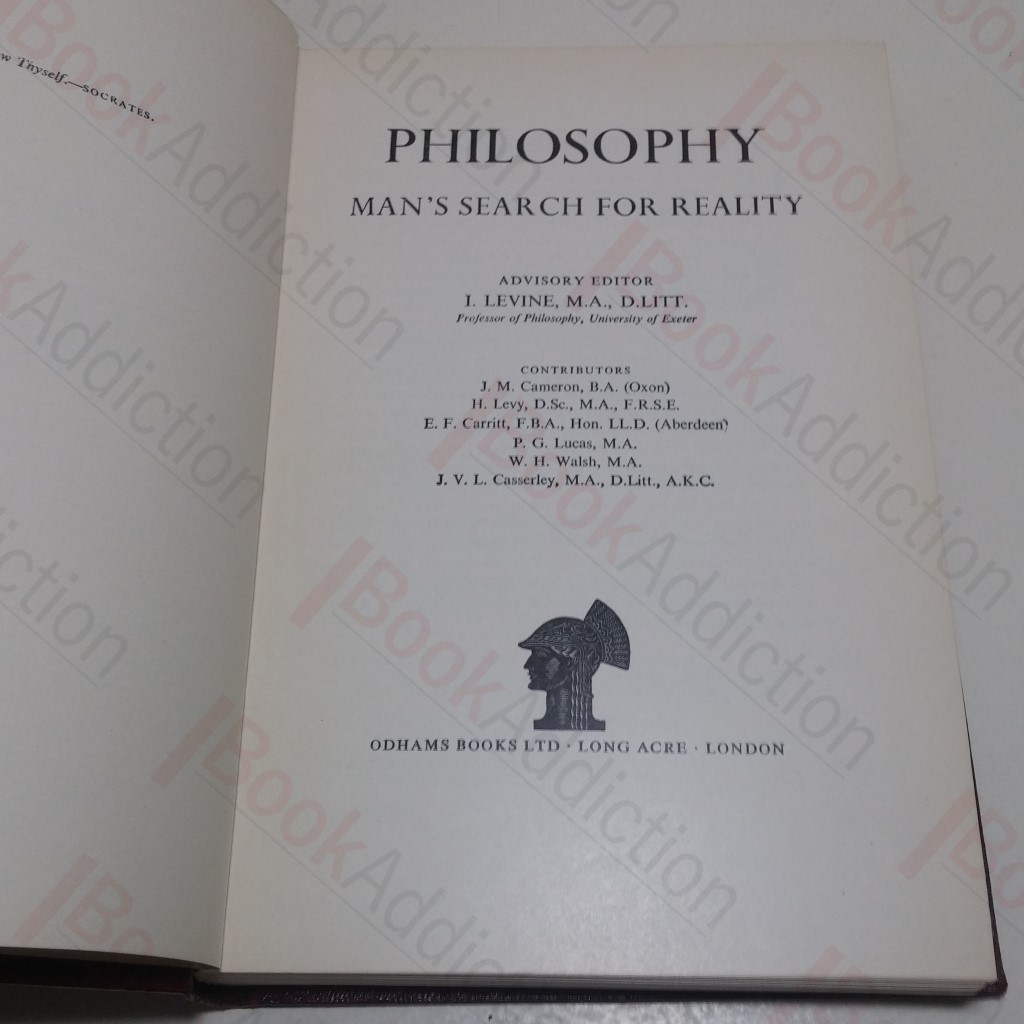 w Thyself.—SOCRATES.
PHILOSOPHY
MAN'S SEARCH FOR REALITY
ADVISORY EDITOR
I. LEVINE, M.A., D.LITT.
Professor of Philosophy, University of Exeter
CONTRIBUTORS
J. M. Cameron, B.A. (Oxon)
H. Levy, D.Sc., M.A., F.R.S.E.
E. F. Carritt, F.B.A., Hon. LL.D. (Aberdeen)
P. G. Lucas, M.A.
W. H. Walsh, M.A.
J. V. L. Casserley, M.A., D.Litt., A.K.C.
ODHAMS BOOKS LTD · LONG ACRE · LONDON
BookAddiction